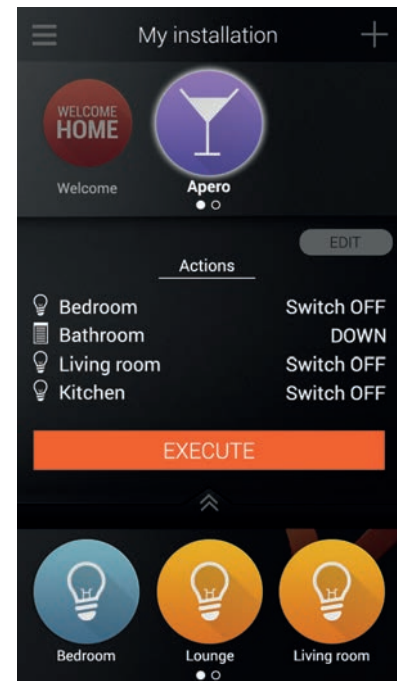 My installation
WELCOME
HOME
Welcome
Apero
EDIT
Actions
Bedroom Switch OFF
Bathroom DOWN
Living room Switch OFF
Kitchen Switch OFF
EXECUTE
Bedroom Lounge Living room